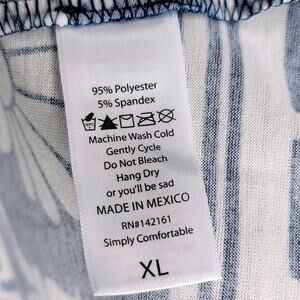 95% Polyester
5% Spandex
Machine Wash Cold
Gently Cycle
Do Not Bleach
Hang Dry
or you'll be sad
MADE IN MEXICO
RN#142161
Simply Comfortable
XL